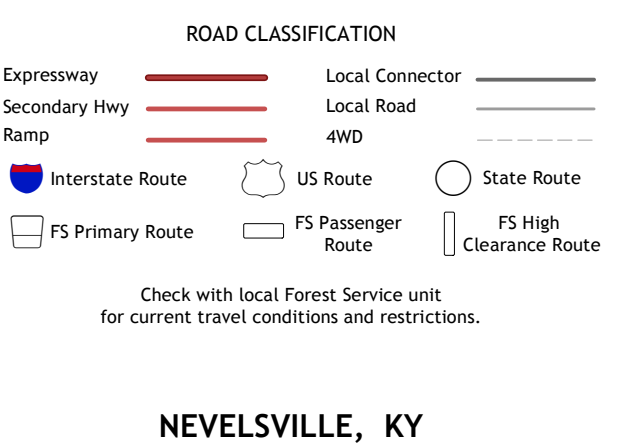 ROAD CLASSIFICATION
Expressway
Local Connector
Secondary Hwy
Local Road
Ramp
4WD
Interstate Route
US Route
State Route
FS Primary Route
FS Passenger
Route
FS High
Clearance Route
Check with local Forest Service unit
for current travel conditions and restrictions.
NEVELSVILLE, KY